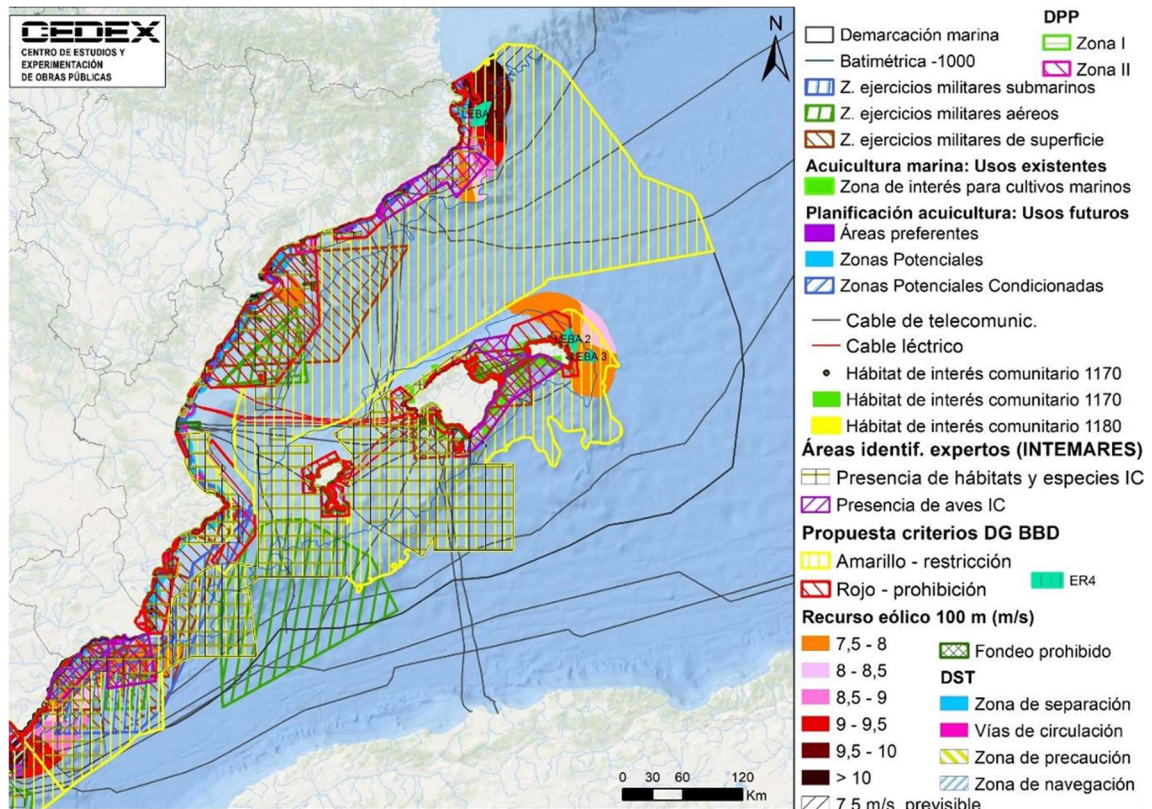 CEDEX
CENTRO DE ESTUDIOS Y
EXPERIMENTACIÓN
DE OBRAS PÚBLICAS
N
LEBA
LEBA 2
LEBA 3
0 30 60 120
Km
Demarcación marina
Batimétrica -1000
Z. ejercicios militares submarinos
Z. ejercicios militares aéreos
Z. ejercicios militares de superficie
DPP
Zona I
Zona II
Acuicultura marina: Usos existentes
Zona de interés para cultivos marinos
Planificación acuicultura: Usos futuros
Áreas preferentes
Zonas Potenciales
Zonas Potenciales Condicionadas
Cable de telecomunic.
Cable léctrico
Hábitat de interés comunitario 1170
Hábitat de interés comunitario 1170
Hábitat de interés comunitario 1180
Áreas identif. expertos (INTEMARES)
Presencia de hábitats y especies IC
Presencia de aves IC
Propuesta criterios DG BBD
Amarillo - restricción
Rojo - prohibición
ER4
Recurso eólico 100 m (m/s)
7,5 - 8
8 - 8,5
8,5 - 9
9 - 9,5
9,5 - 10
> 10
7,5 m/s previsible
Fondeo prohibido
DST
Zona de separación
Vías de circulación
Zona de precaución
Zona de navegación